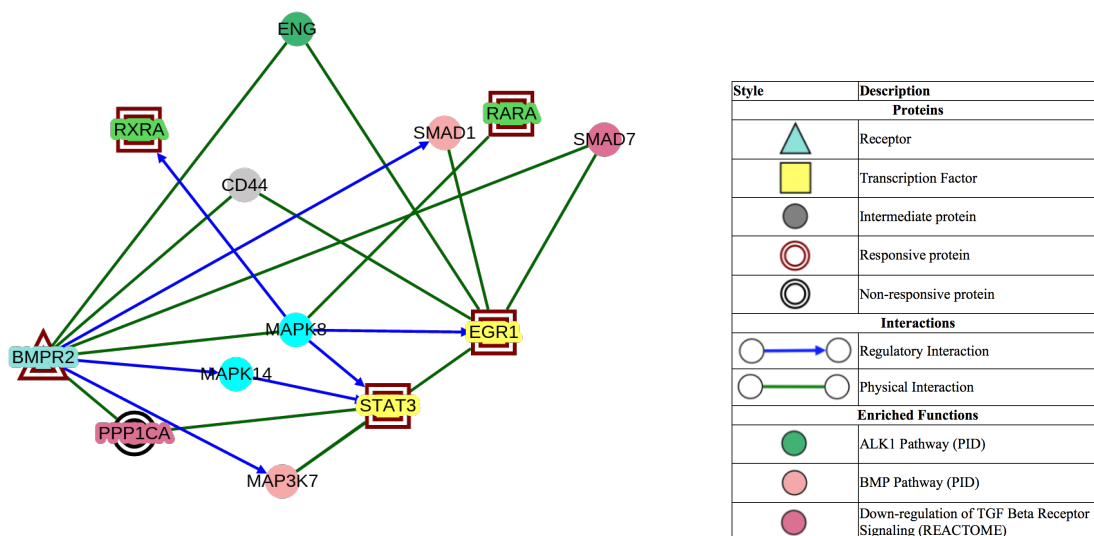 ENG
RXRA
RARA
SMAD1
SMAD7
CD44
MAPK8
EGR1
BMPR2
MAPK14
STAT3
PPP1CA
MAP3K7
Style Description
Proteins
Receptor
Transcription Factor
Intermediate protein
Responsive protein
Non-responsive protein
Interactions
Regulatory Interaction
Physical Interaction
Enriched Functions
ALK1 Pathway (PID)
BMP Pathway (PID)
Down-regulation of TGF Beta Receptor
Signaling (REACTOME)